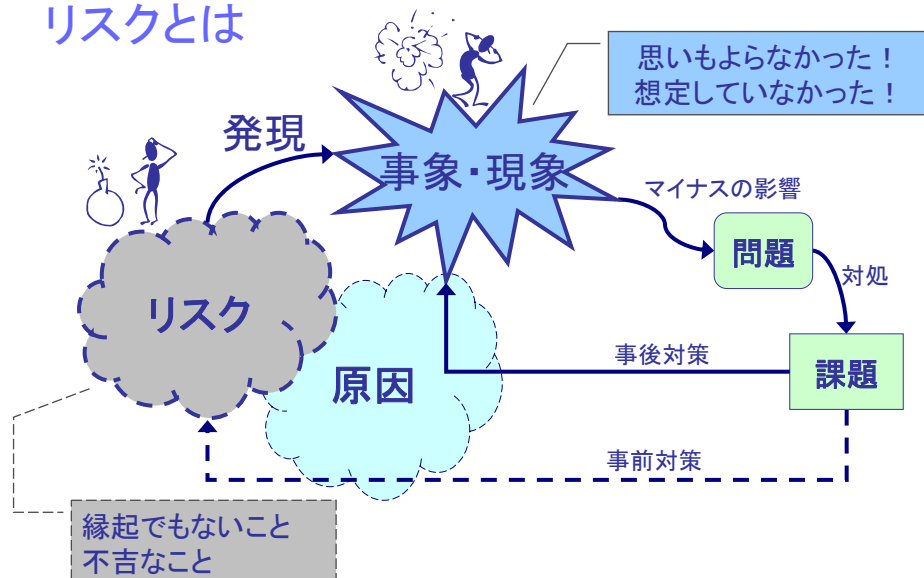 リスクとは
思いもよらなかった！
想定していなかった！
発現
事象・現象
マイナスの影響
問題
対処
リスク
原因
事後対策
課題
事前対策
縁起でもないこと
不吉なこと